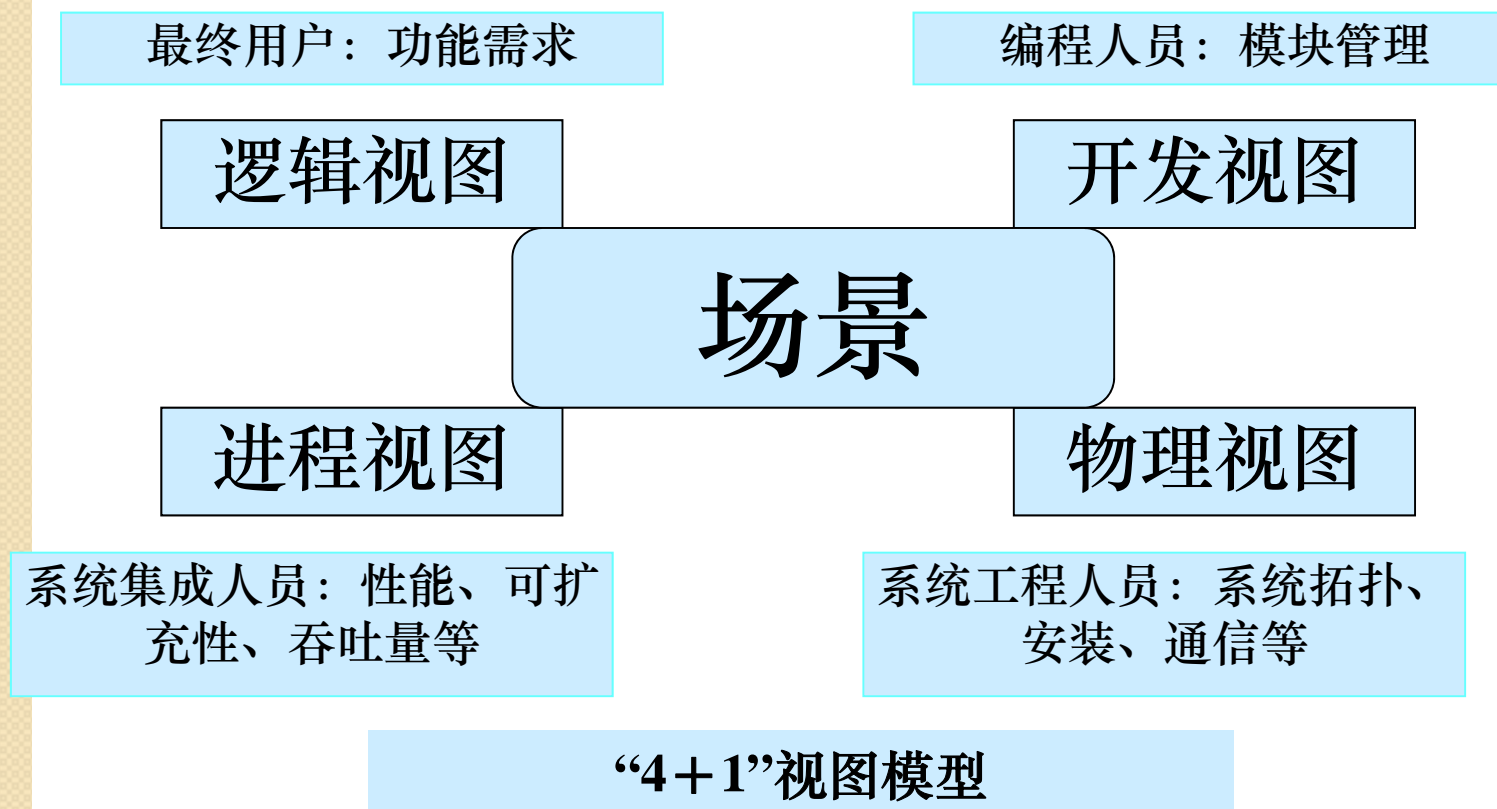 最终用户：功能需求
编程人员：模块管理
逻辑视图
开发视图
场景
进程视图
物理视图
系统集成人员：性能、可扩
充性、吞吐量等
系统工程人员：系统拓扑、
安装、通信等
“4＋1”视图模型